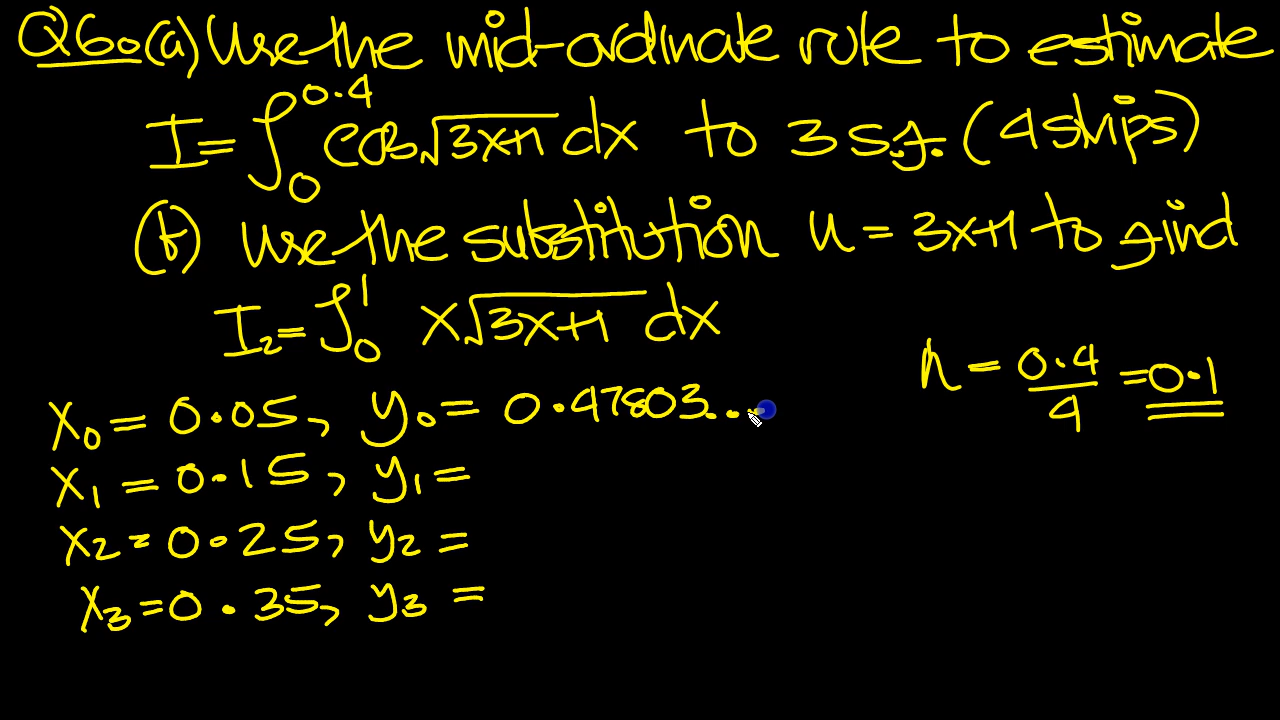 Q60(a) Use the mid-ordinate rule to estimate
I = ∫₀^0.4 cos√(3x+1) dx to 3 s.f. (4 strips)
(b) Use the substitution u = 3x+1 to find
I₂ = ∫₀¹ x√(3x+1) dx
h = 0.4/4 = 0.1
x₀ = 0.05, y₀ = 0.47803...
x₁ = 0.15, y₁ =
x₂ = 0.25, y₂ =
x₃ = 0.35, y₃ =